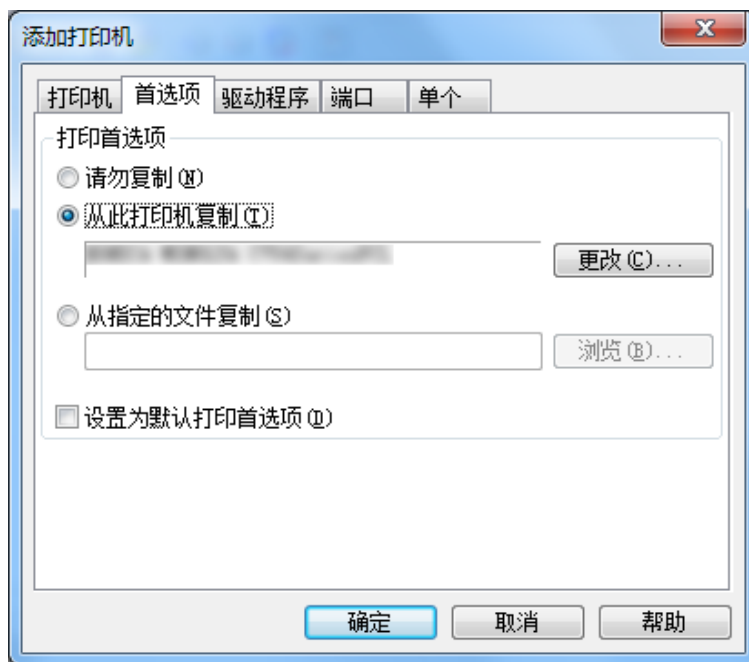 添加打印机
打印机 首选项 驱动程序 端口 单个
打印首选项
请勿复制(N)
从此打印机复制(T)
更改(C)...
从指定的文件复制(S)
浏览(B)...
设置为默认打印首选项(D)
确定 取消 帮助